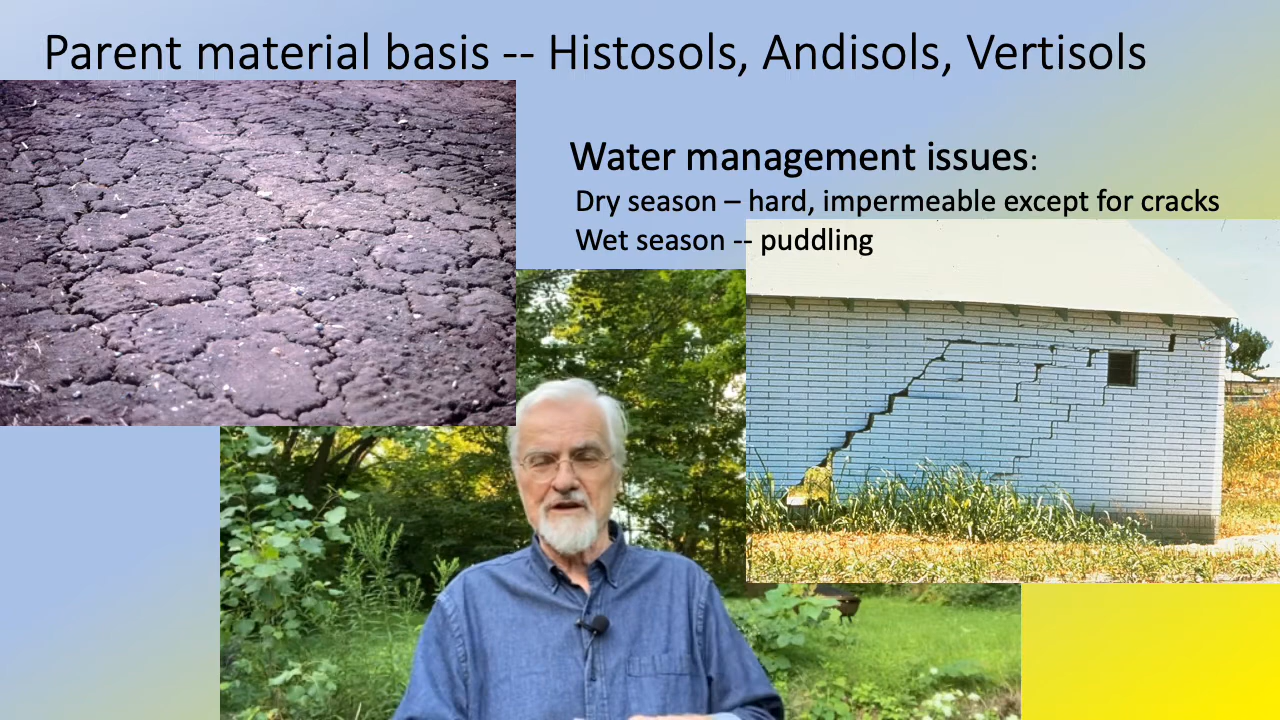 Parent material basis -- Histosols, Andisols, Vertisols
Water management issues:
Dry season – hard, impermeable except for cracks
Wet season -- puddling